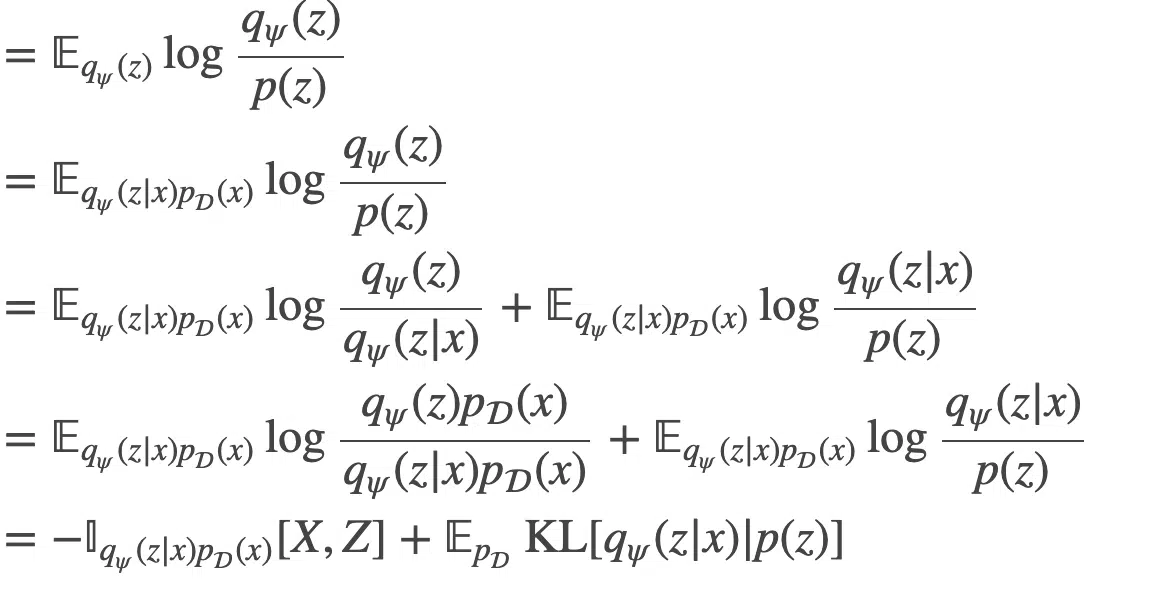 = 𝔼_{q_ψ(z)} log q_ψ(z) / p(z)
= 𝔼_{q_ψ(z|x)p_𝒟(x)} log q_ψ(z) / p(z)
= 𝔼_{q_ψ(z|x)p_𝒟(x)} log q_ψ(z) / q_ψ(z|x) + 𝔼_{q_ψ(z|x)p_𝒟(x)} log q_ψ(z|x) / p(z)
= 𝔼_{q_ψ(z|x)p_𝒟(x)} log q_ψ(z)p_𝒟(x) / q_ψ(z|x)p_𝒟(x) + 𝔼_{q_ψ(z|x)p_𝒟(x)} log q_ψ(z|x) / p(z)
= −𝕀_{q_ψ(z|x)p_𝒟(x)}[X, Z] + 𝔼_{p_𝒟} KL[q_ψ(z|x)|p(z)]